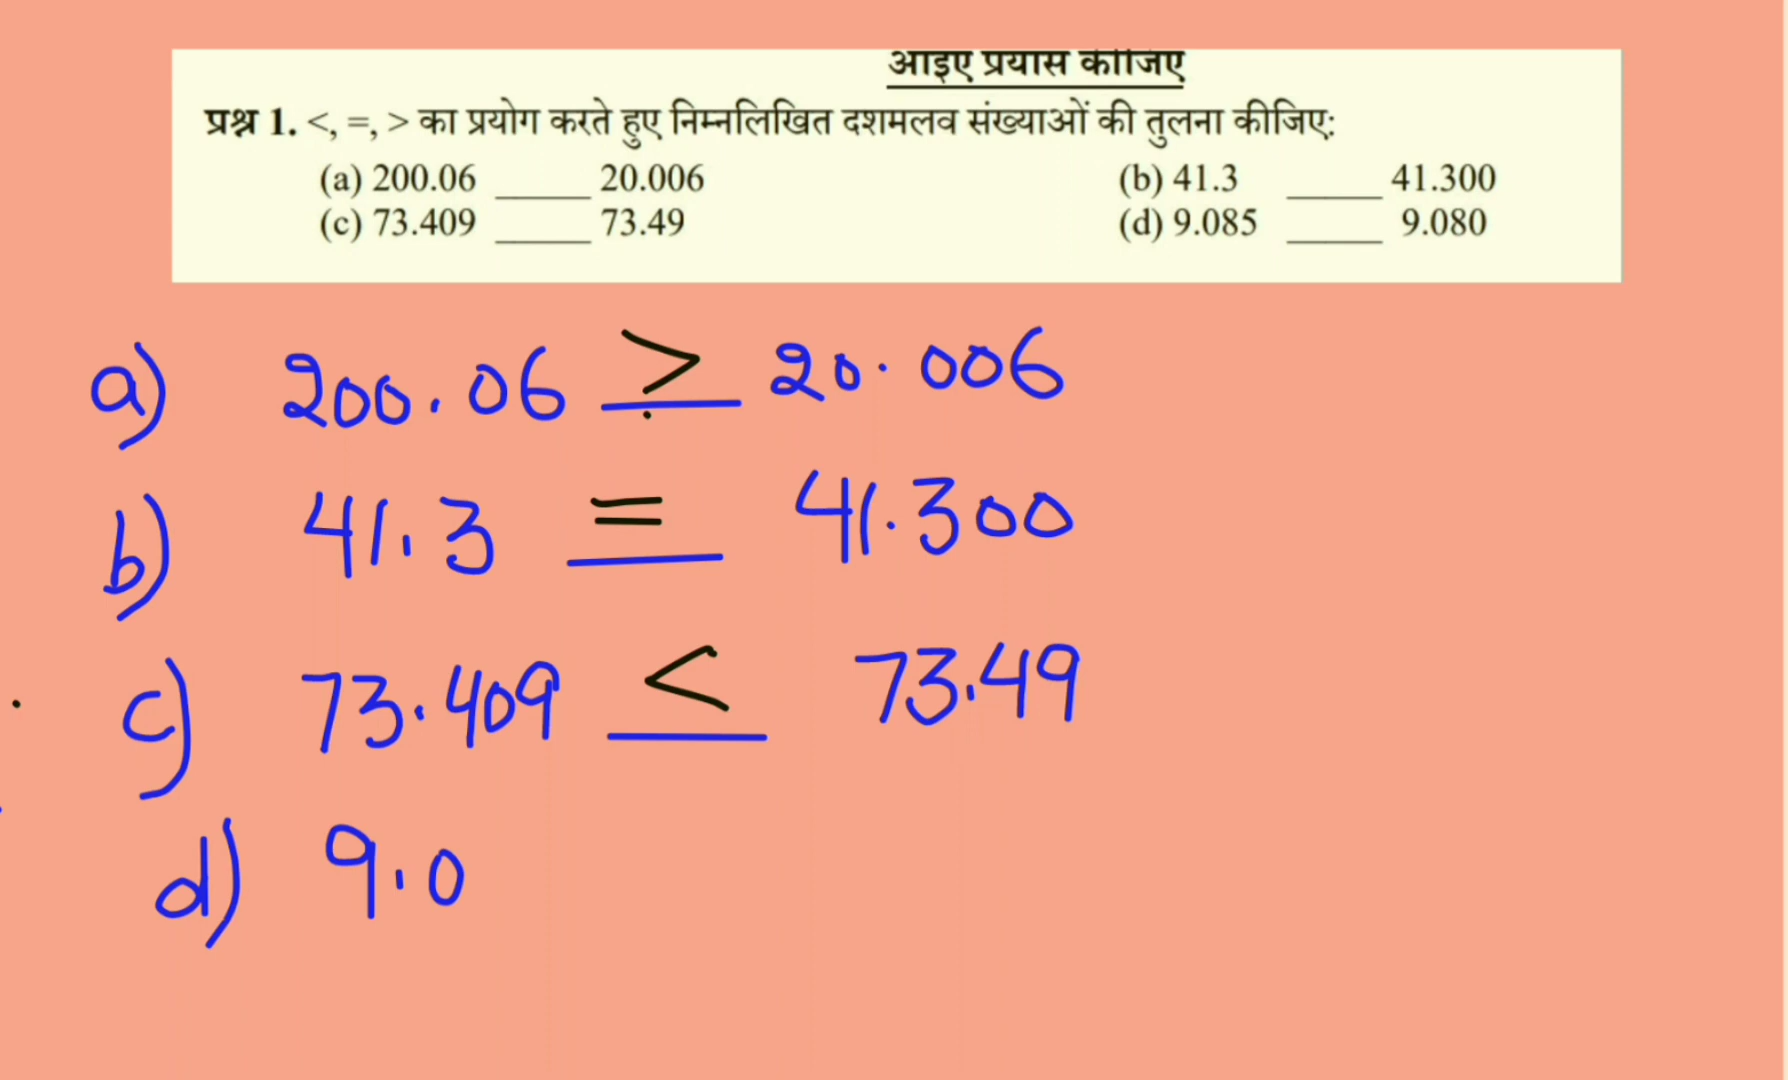 आइए प्रयास कीजिए
प्रश्न 1. <, =, > का प्रयोग करते हुए निम्नलिखित दशमलव संख्याओं की तुलना कीजिए:
(a) 200.06 _____ 20.006 (b) 41.3 _____ 41.300
(c) 73.409 _____ 73.49 (d) 9.085 _____ 9.080
a) 200.06 > 20.006
b) 41.3 = 41.300
c) 73.409 < 73.49
d) 9.0